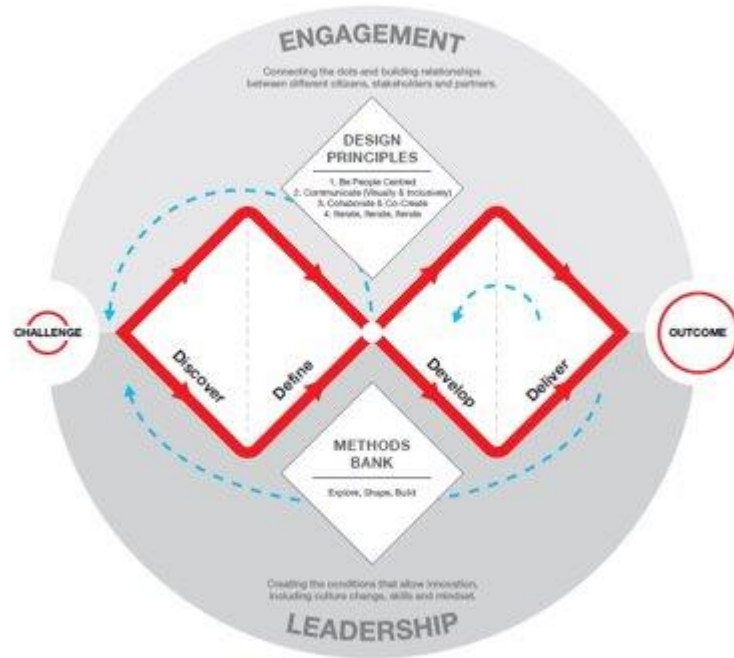 ENGAGEMENT
Connecting the dots and building relationships
between different citizens, stakeholders and partners.
DESIGN
PRINCIPLES
1. Be People Centred
2. Communicate (Visually & Inclusively)
3. Collaborate & Co-Create
4. Iterate, Iterate, Iterate
CHALLENGE
OUTCOME
Discover
Define
Develop
Deliver
METHODS
BANK
Explore, Shape, Build
Creating the conditions that allow innovation,
including culture change, skills and mindset.
LEADERSHIP